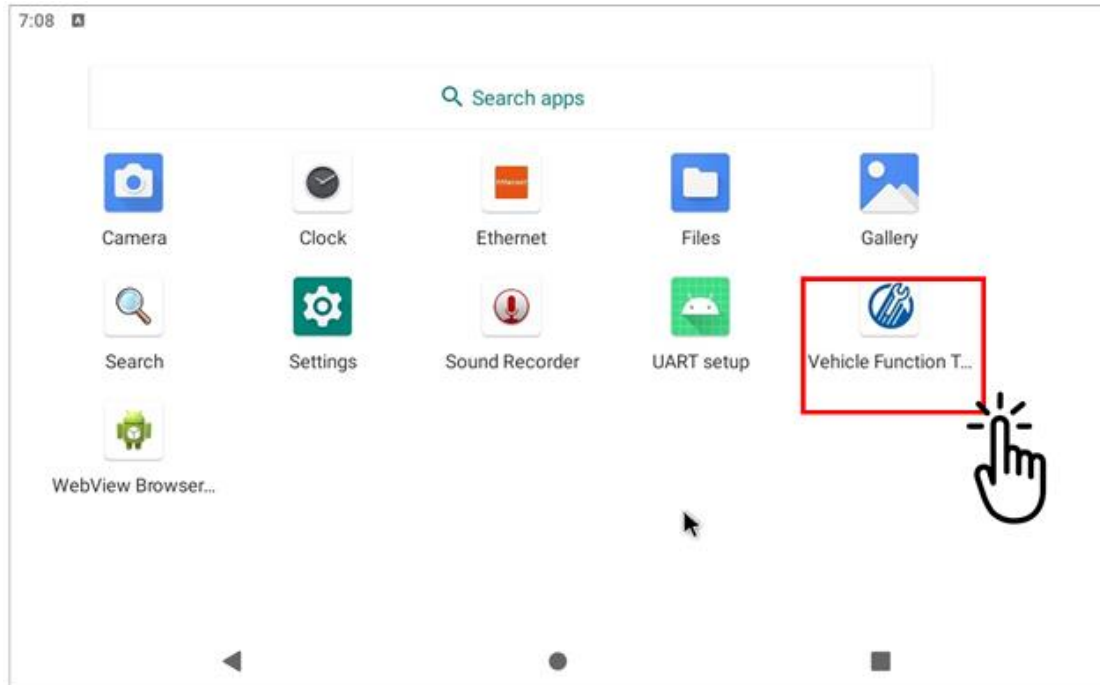 7:08 A
Search apps
Camera Clock Ethernet Files Gallery
Search Settings Sound Recorder UART setup Vehicle Function T...
WebView Browser...